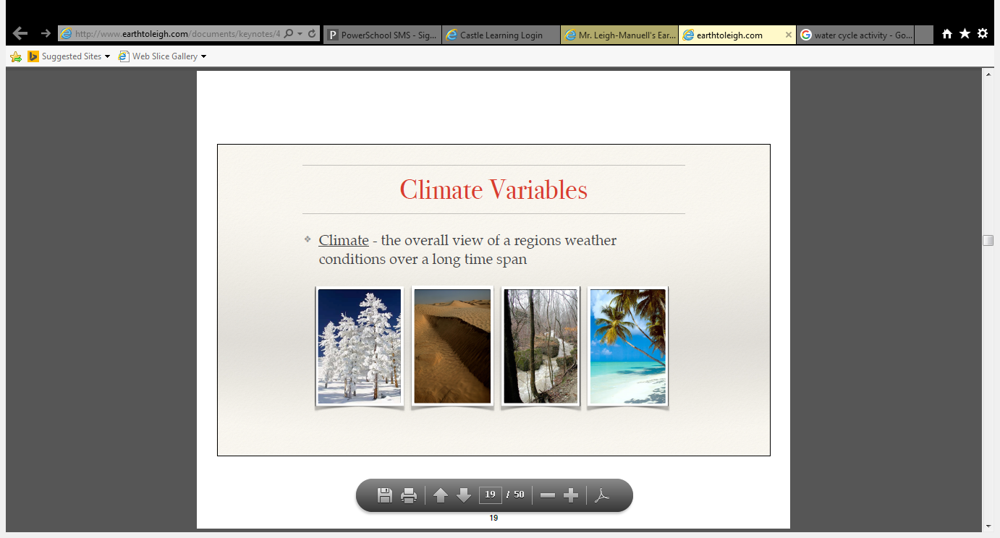 http://www.earthtoleigh.com/documents/keynotes/4
PowerSchool SMS - Sig...
Castle Learning Login
Mr. Leigh-Manuell's Ear...
earthtoleigh.com
water cycle activity - Go...
Suggested Sites
Web Slice Gallery
Climate Variables
Climate - the overall view of a regions weather
conditions over a long time span
19 / 50
19